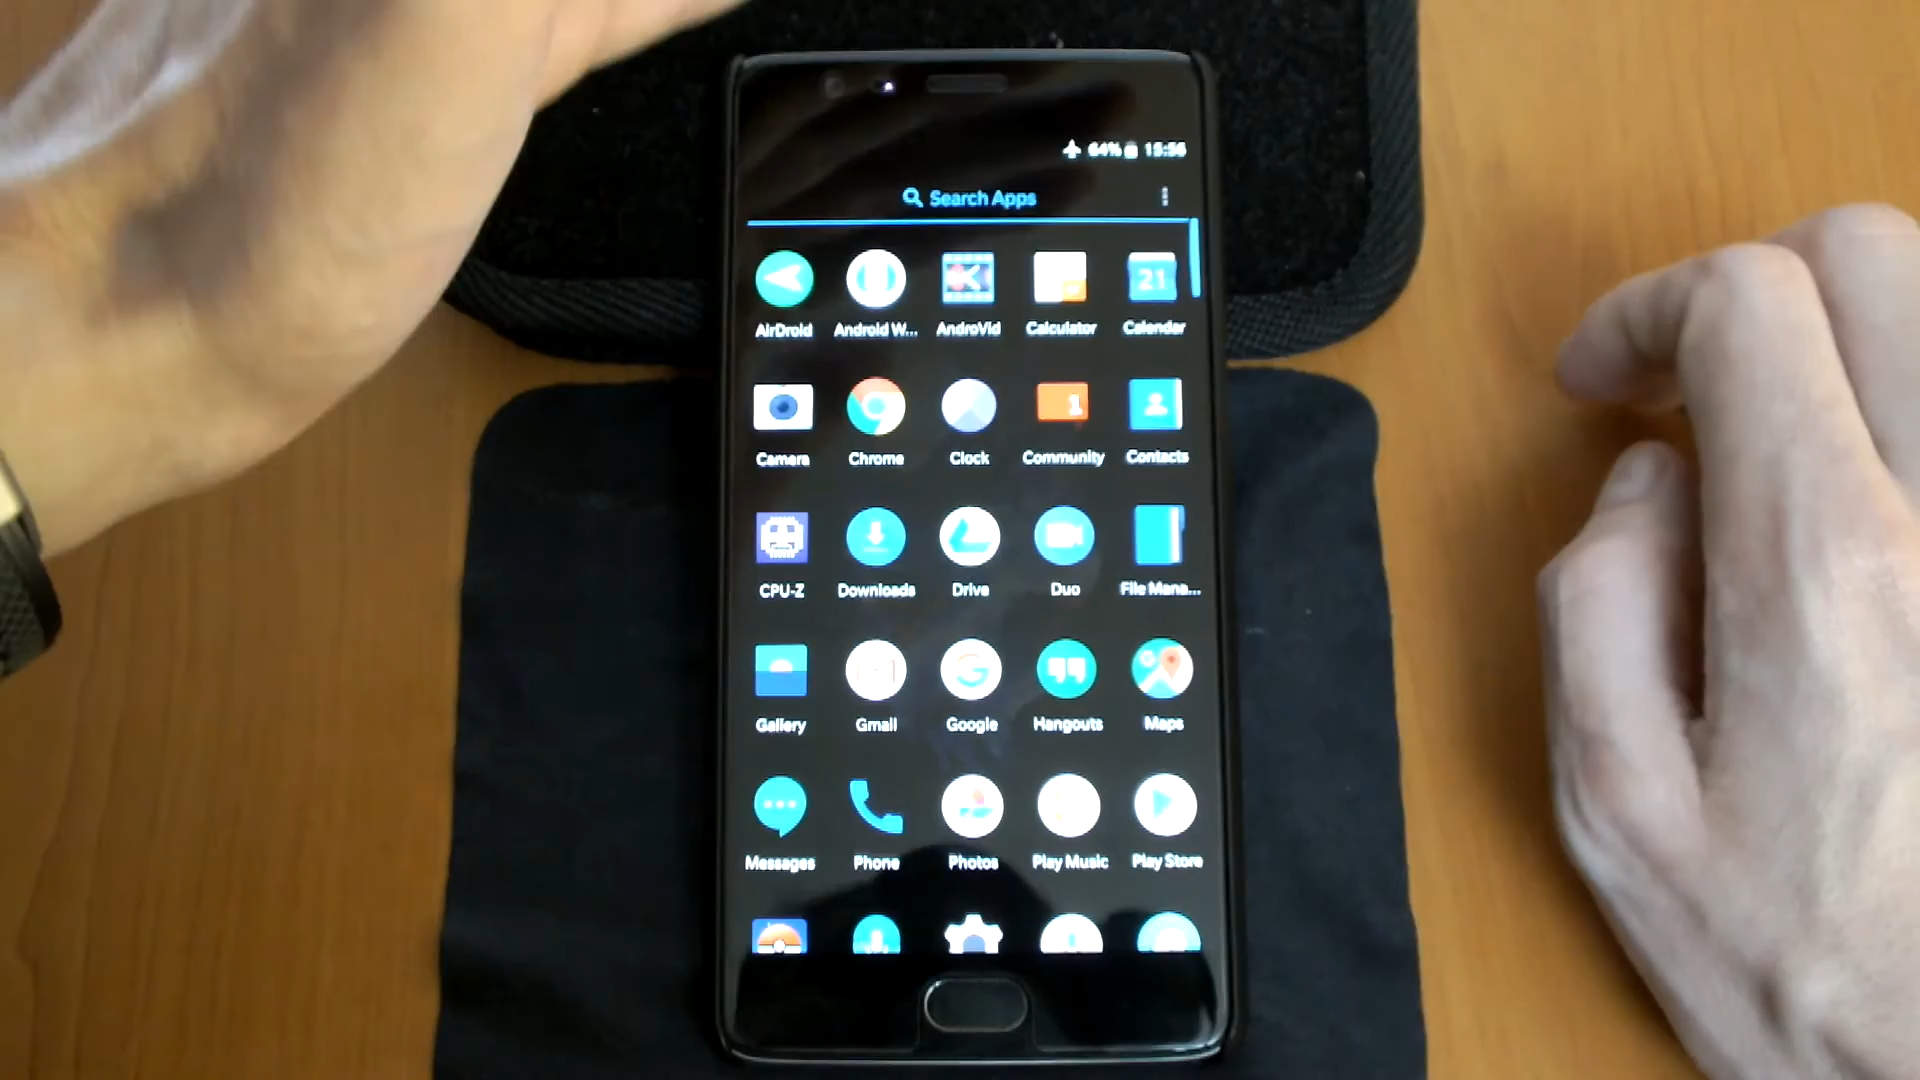 64% 15:56
Search Apps
AirDroid Android W... AndroVid Calculator Calendar
21
1
Camera Chrome Clock Community Contacts
CPU-Z Downloads Drive Duo File Mana...
G
Gallery Gmail Google Hangouts Maps
Messages Phone Photos Play Music Play Store